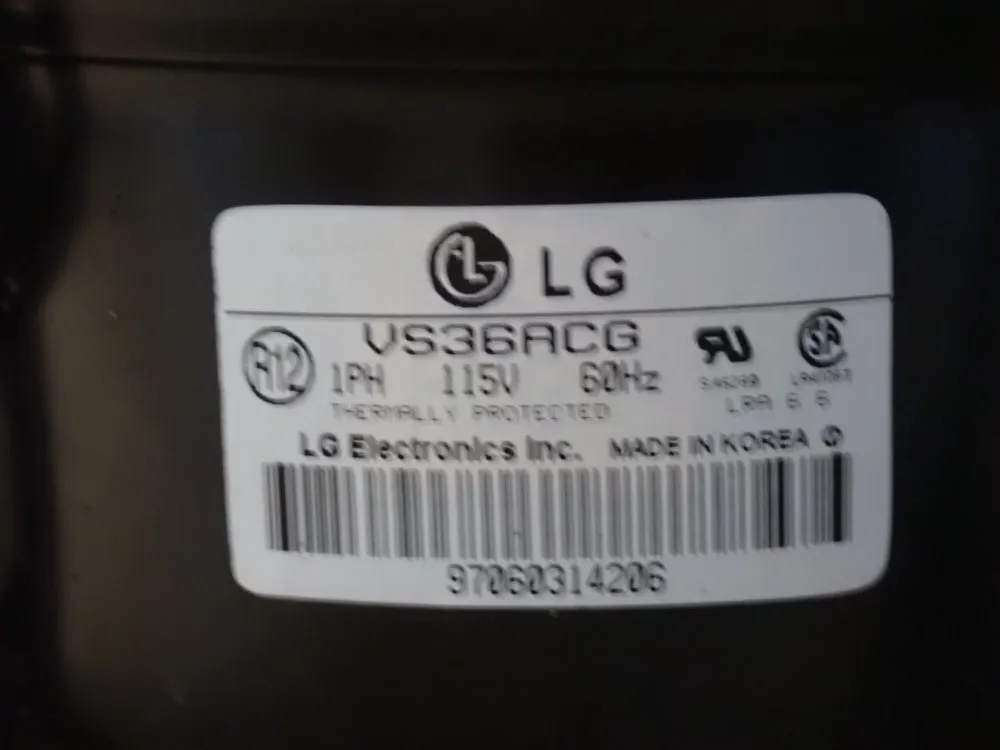 LG
VS36ACG
R12 1PH 115V 60Hz
THERMALLY PROTECTED
LRA 6 6
LG Electronics Inc. MADE IN KOREA
97060314206